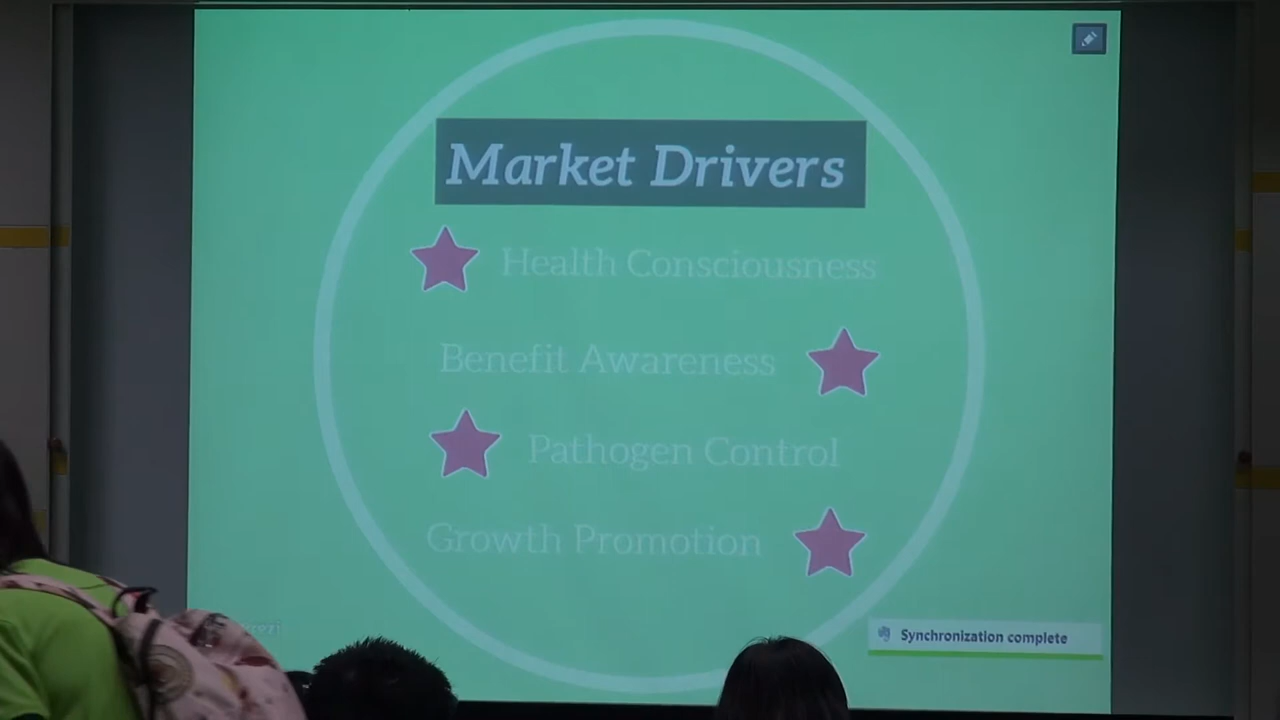 Market Drivers
Health Consciousness
Benefit Awareness
Pathogen Control
Growth Promotion
Synchronization complete